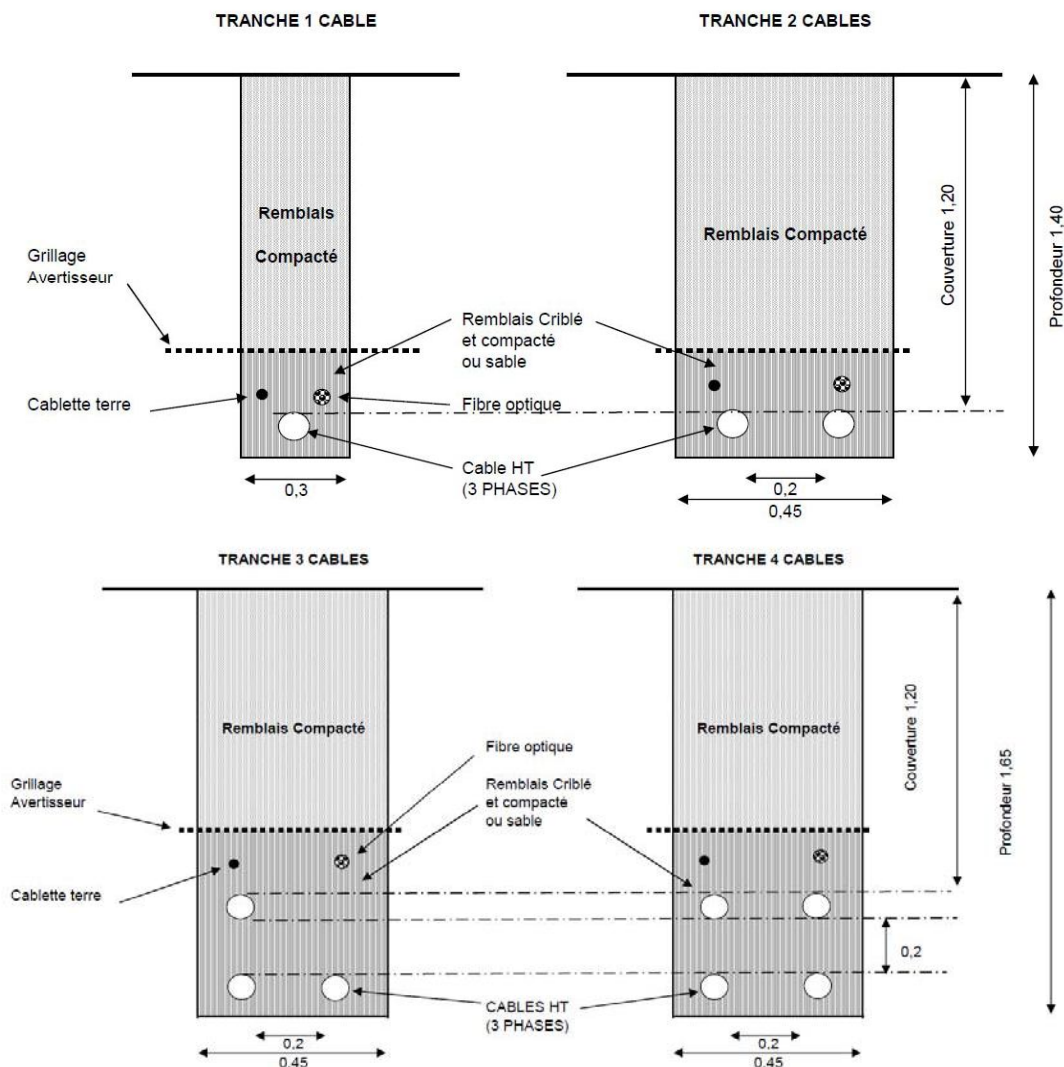 TRANCHE 1 CABLE
TRANCHE 2 CABLES
Remblais
Compacté
Remblais Compacté
Couverture 1,20
Profondeur 1,40
Grillage
Avertisseur
Remblais Criblé
et compacté
ou sable
Cablette terre
Fibre optique
Cable HT
(3 PHASES)
0,3
0,2
0,45
TRANCHE 3 CABLES
TRANCHE 4 CABLES
Remblais Compacté
Remblais Compacté
Couverture 1,20
Profondeur 1,65
Fibre optique
Grillage
Avertisseur
Remblais Criblé
et compacté
ou sable
Cablette terre
0,2
CABLES HT
(3 PHASES)
0,2
0,45
0,2
0,45